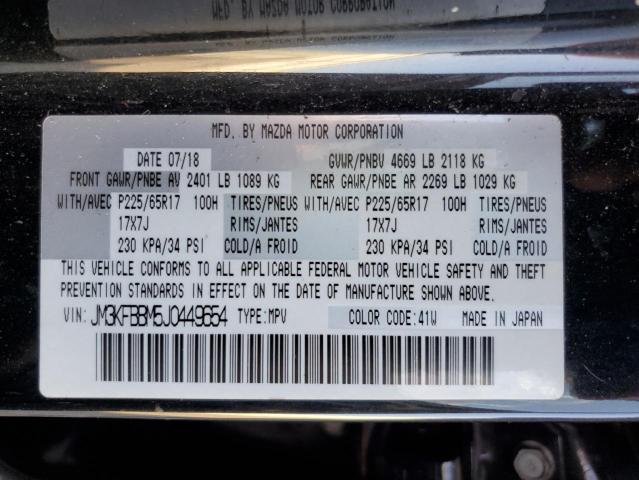 MFD. BY MAZDA MOTOR CORPORATION
MFD. BY MAZDA MOTOR CORPORATION
DATE 07/18 GVWR/PNBV 4669 LB 2118 KG
FRONT GAWR/PNBE AV 2401 LB 1089 KG REAR GAWR/PNBE AR 2269 LB 1029 KG
WITH/AVEC P225/65R17 100H TIRES/PNEUS WITH/AVEC P225/65R17 100H TIRES/PNEUS
17X7J RIMS/JANTES 17X7J RIMS/JANTES
230 KPA/34 PSI COLD/A FROID 230 KPA/34 PSI COLD/A FROID
THIS VEHICLE CONFORMS TO ALL APPLICABLE FEDERAL MOTOR VEHICLE SAFETY AND THEFT
PREVENTION STANDARDS IN EFFECT ON THE DATE OF MANUFACTURE SHOWN ABOVE.
VIN: JM3KFBBM5J0449654 TYPE:MPV COLOR CODE:41W MADE IN JAPAN